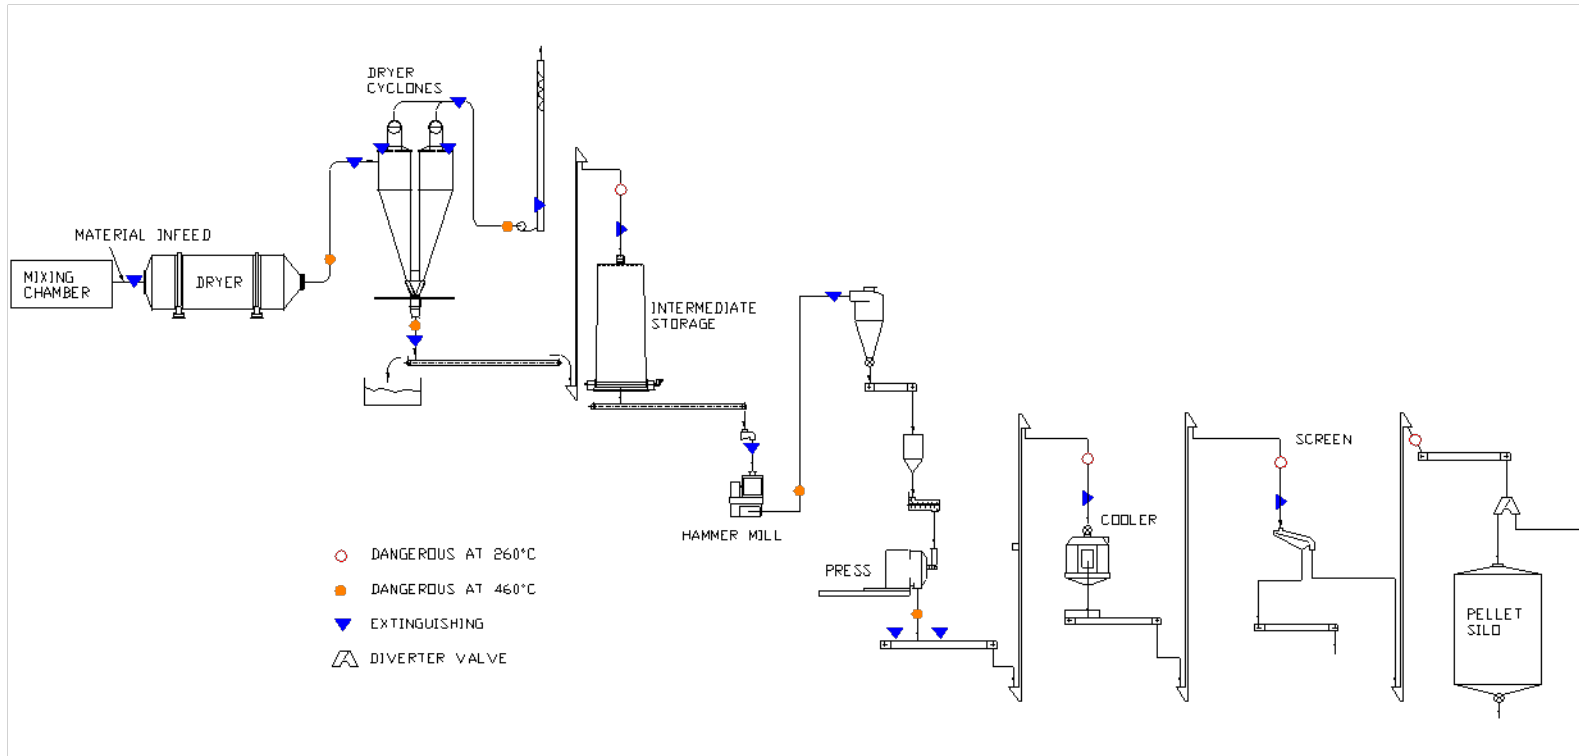 DRYER
CYCLONES
MATERIAL INFEED
MIXING
CHAMBER
DRYER
INTERMEDIATE
STORAGE
HAMMER MILL
SCREEN
COOLER
PRESS
PELLET
SILO
DANGEROUS AT 260°C
DANGEROUS AT 460°C
EXTINGUISHING
DIVERTER VALVE